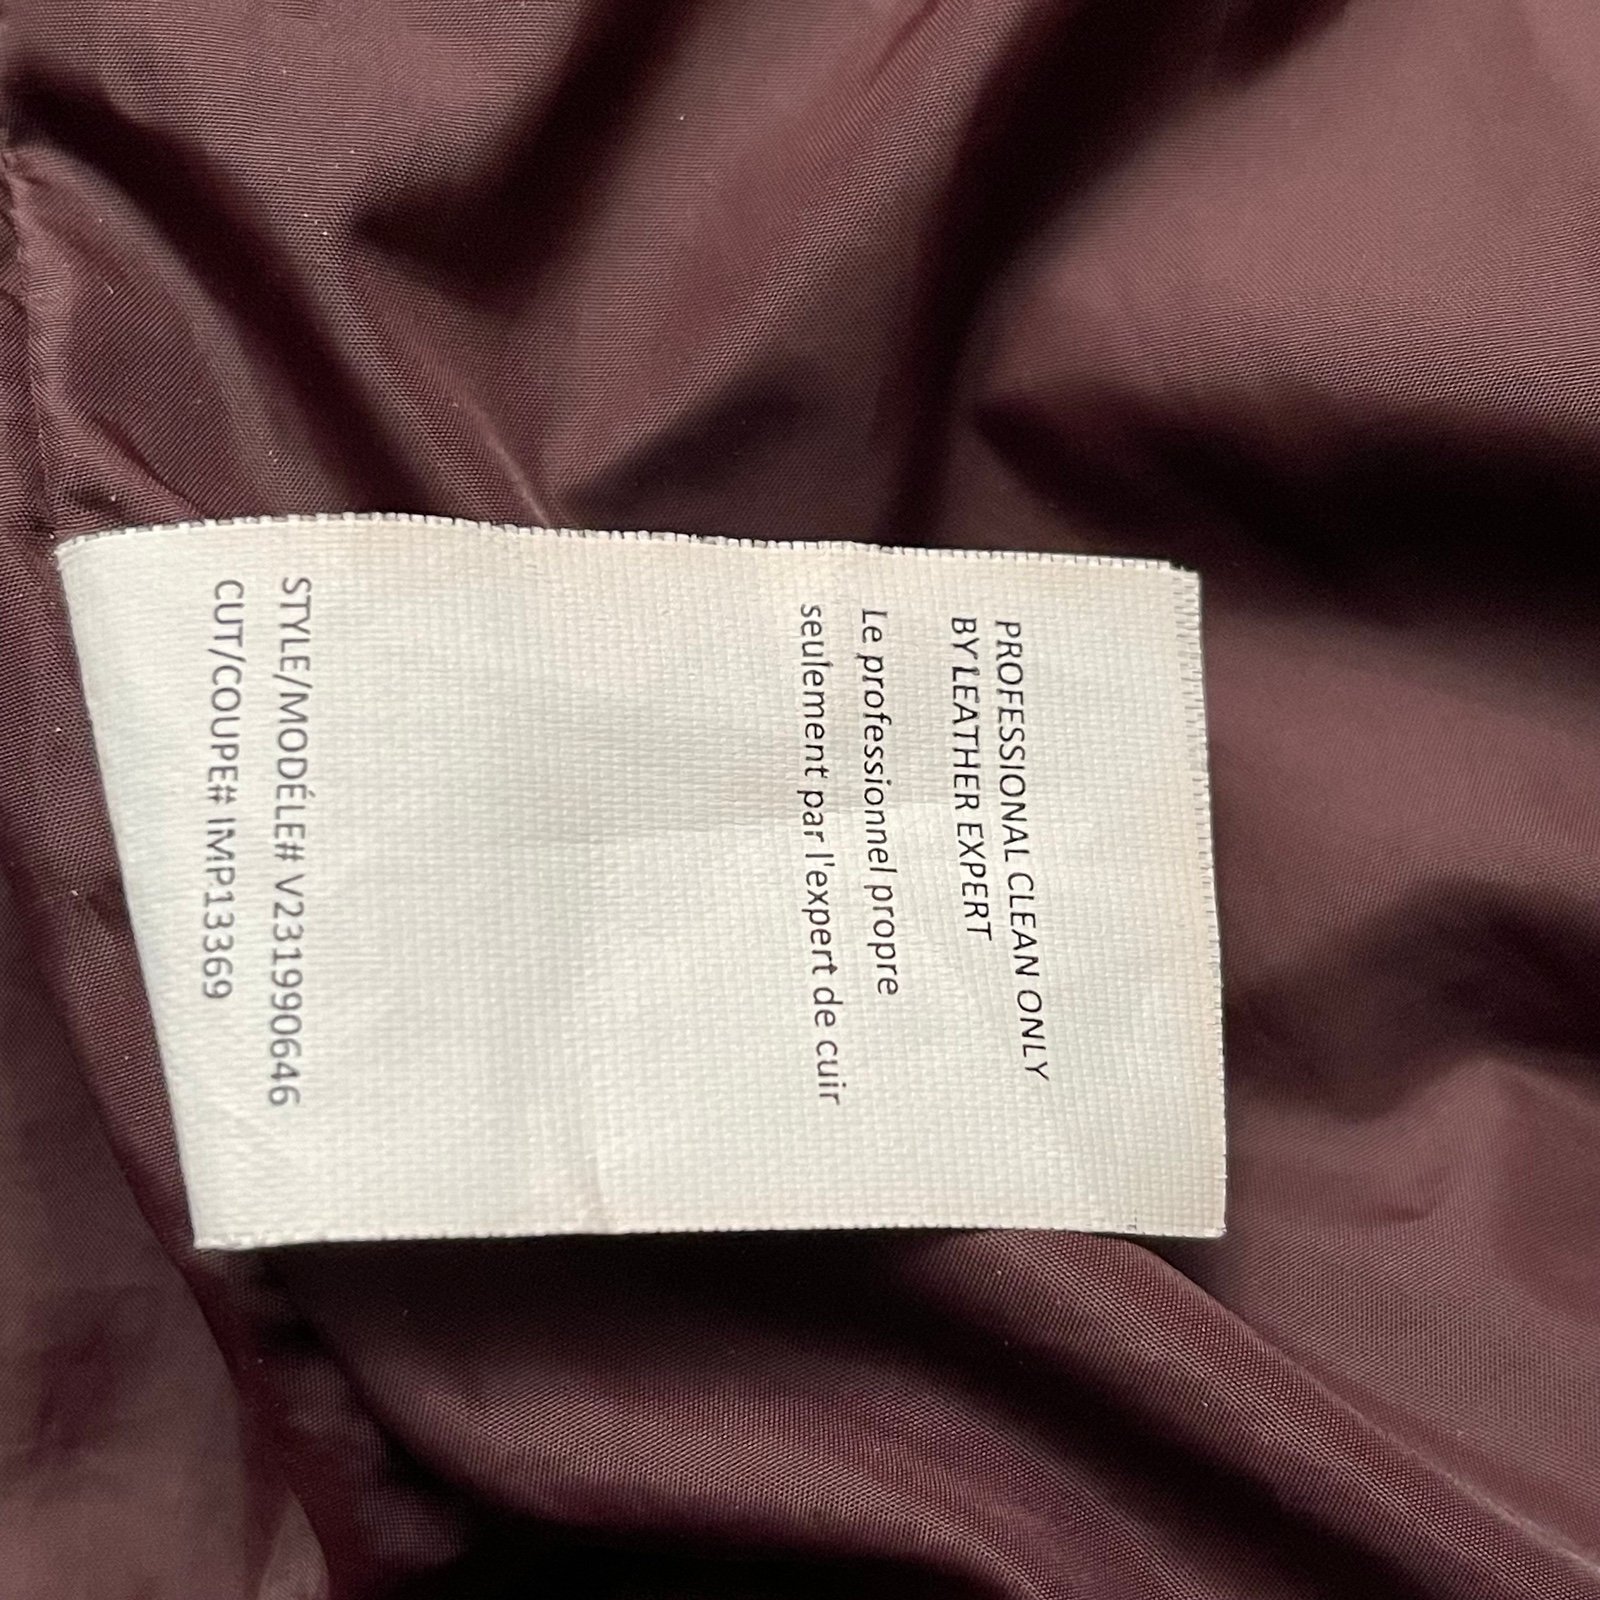 PROFESSIONAL CLEAN ONLY
BY LEATHER EXPERT
Le professionnel propre
seulement par l'expert de cuir
STYLE/MODÉLE# V231990646
CUT/COUPE# IMP13369